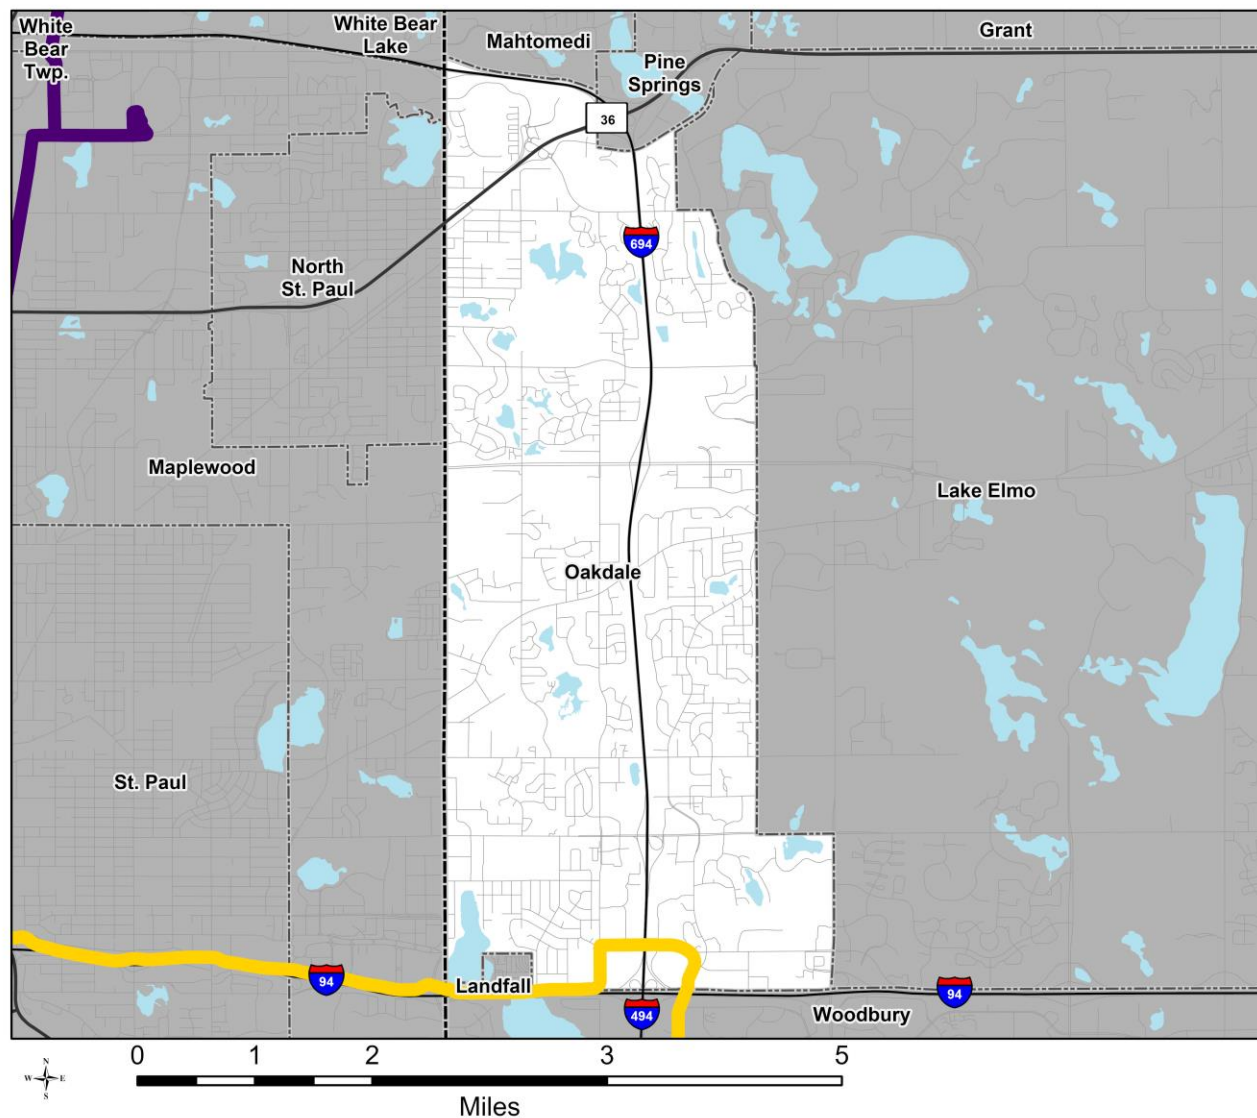 White
Bear
Twp.
White Bear
Lake
Mahtomedi
Grant
Pine
Springs
36
694
North
St. Paul
Maplewood
Lake Elmo
Oakdale
St. Paul
94
Landfall
494
94
Woodbury
N
W E
S
0 1 2 3 5
Miles